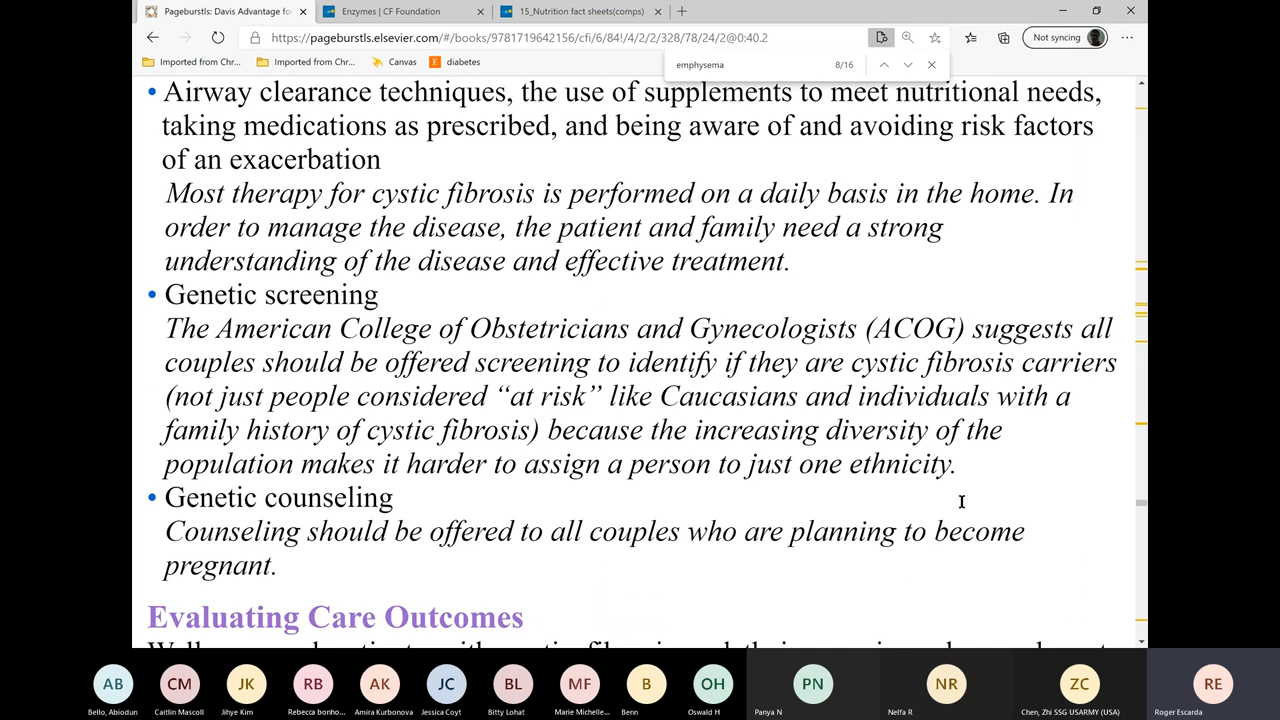 Pageburstls: Davis Advantage fo
Enzymes | CF Foundation
15_Nutrition fact sheets(comps)
https://pageburstls.elsevier.com/#/books/9781719642156/cfi/6/84!/4/2/2/328/78/24/2@0:40.2
Not syncing
Imported from Chr...
Imported from Chr...
Canvas
diabetes
emphysema
8/16
• Airway clearance techniques, the use of supplements to meet nutritional needs,
taking medications as prescribed, and being aware of and avoiding risk factors
of an exacerbation
Most therapy for cystic fibrosis is performed on a daily basis in the home. In
order to manage the disease, the patient and family need a strong
understanding of the disease and effective treatment.
• Genetic screening
The American College of Obstetricians and Gynecologists (ACOG) suggests all
couples should be offered screening to identify if they are cystic fibrosis carriers
(not just people considered “at risk” like Caucasians and individuals with a
family history of cystic fibrosis) because the increasing diversity of the
population makes it harder to assign a person to just one ethnicity.
• Genetic counseling
Counseling should be offered to all couples who are planning to become
pregnant.
Evaluating Care Outcomes
AB
CM
JK
RB
AK
JC
BL
MF
B
OH
PN
NR
ZC
RE
Bello, Abiodun
Caitlin Mascoll
Jihye Kim
Rebecca bonho...
Amira Kurbonova
Jessica Coyt
Bitty Lohat
Marie Michelle...
Benn
Oswald H
Panya N
Nelfa R
Chen, Zhi SSG USARMY (USA)
Roger Escarda